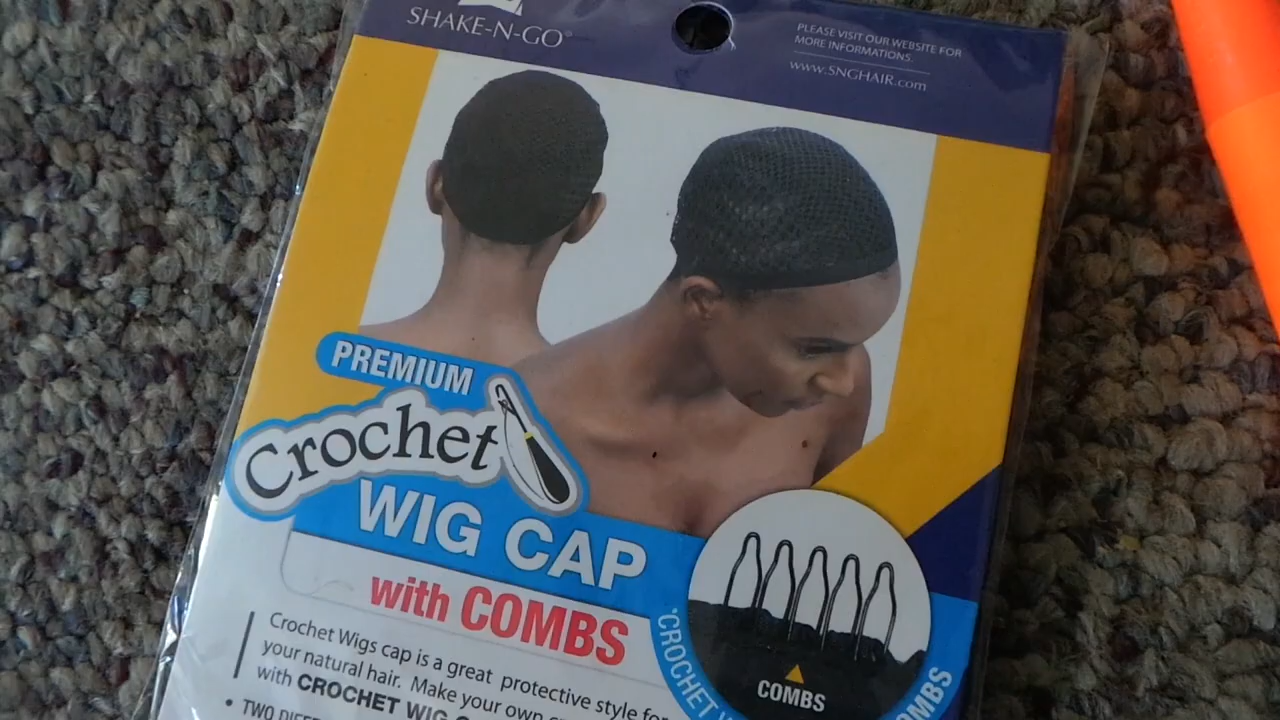 SHAKE-N-GO®
PLEASE VISIT OUR WEBSITE FOR
MORE INFORMATIONS.
WWW.SNGHAIR.com
PREMIUM
Crochet
WIG CAP
with COMBS
Crochet Wigs cap is a great protective style for
your natural hair. Make your own
with CROCHET WIG
• TWO
COMBS
*CROCHET